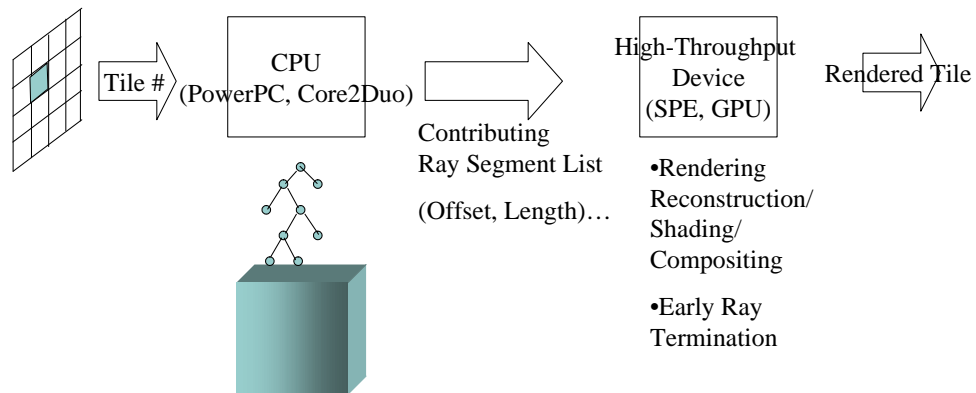 Tile #
CPU
(PowerPC, Core2Duo)
Contributing
Ray Segment List
(Offset, Length)…
High-Throughput
Device
(SPE, GPU)
•Rendering
Reconstruction/
Shading/
Compositing
•Early Ray
Termination
Rendered Tile